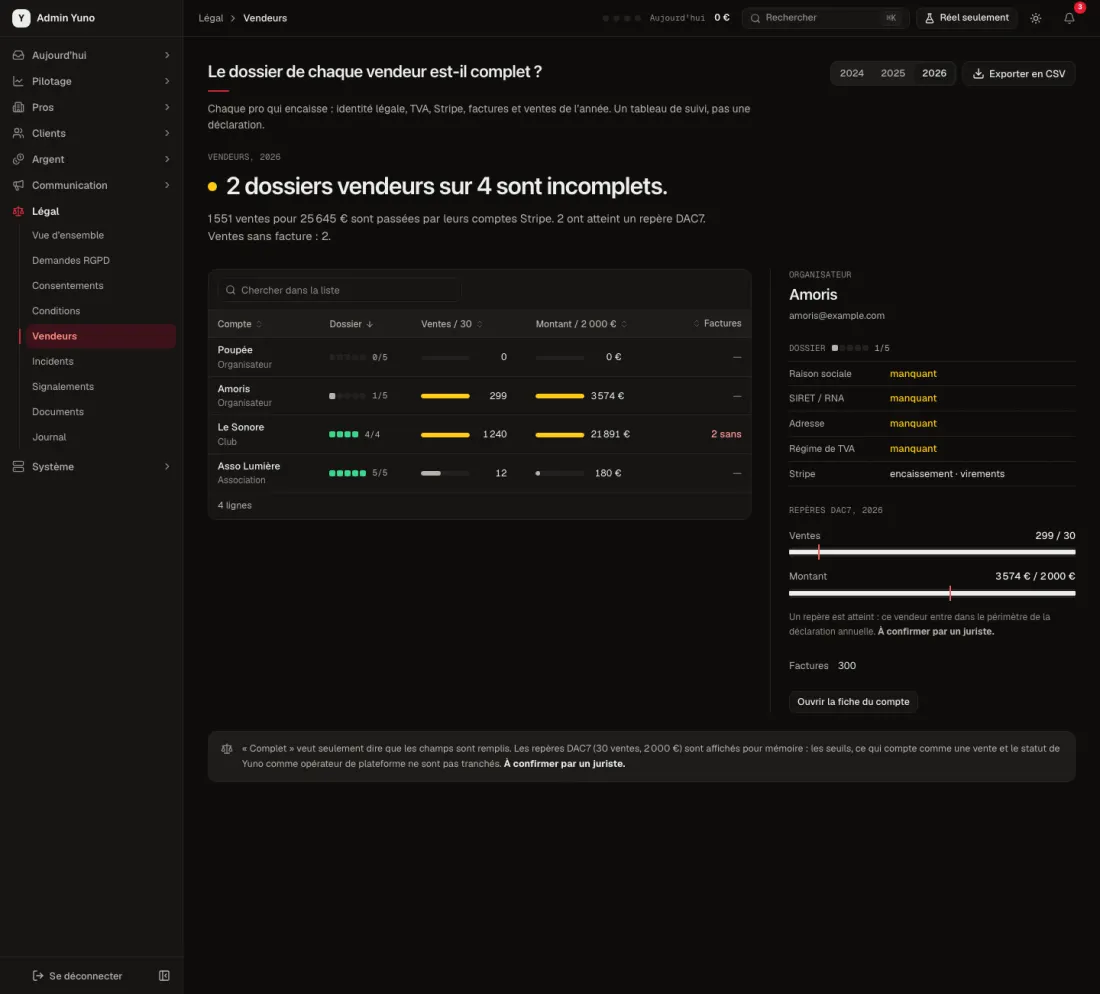 Y Admin Yuno
Légal > Vendeurs
Aujourd'hui 0 €
Rechercher ⌘K
Réel seulement
3
Aujourd'hui
Pilotage
Pros
Clients
Argent
Communication
Légal
Vue d'ensemble
Demandes RGPD
Consentements
Conditions
Vendeurs
Incidents
Signalements
Documents
Journal
Système
Se déconnecter
Le dossier de chaque vendeur est-il complet ?
2024 2025 2026
Exporter en CSV
Chaque pro qui encaisse : identité légale, TVA, Stripe, factures et ventes de l'année. Un tableau de suivi, pas une
déclaration.
VENDEURS, 2026
2 dossiers vendeurs sur 4 sont incomplets.
1 551 ventes pour 25 645 € sont passées par leurs comptes Stripe. 2 ont atteint un repère DAC7.
Ventes sans facture : 2.
Chercher dans la liste
Compte Dossier ↓ Ventes / 30 Montant / 2 000 € Factures
Poupée
Organisateur
0/5 0 0 € —
Amoris
Organisateur
1/5 299 3 574 € —
Le Sonore
Club
4/4 1 240 21 891 € 2 sans
Asso Lumière
Association
5/5 12 180 € —
4 lignes
ORGANISATEUR
Amoris
amoris@example.com
DOSSIER 1/5
Raison sociale manquant
SIRET / RNA manquant
Adresse manquant
Régime de TVA manquant
Stripe encaissement · virements
REPÈRES DAC7, 2026
Ventes 299 / 30
Montant 3 574 € / 2 000 €
Un repère est atteint : ce vendeur entre dans le périmètre de la
déclaration annuelle. À confirmer par un juriste.
Factures 300
Ouvrir la fiche du compte
« Complet » veut seulement dire que les champs sont remplis. Les repères DAC7 (30 ventes, 2 000 €) sont affichés pour mémoire : les seuils, ce qui compte comme une vente et le statut de
Yuno comme opérateur de plateforme ne sont pas tranchés. À confirmer par un juriste.